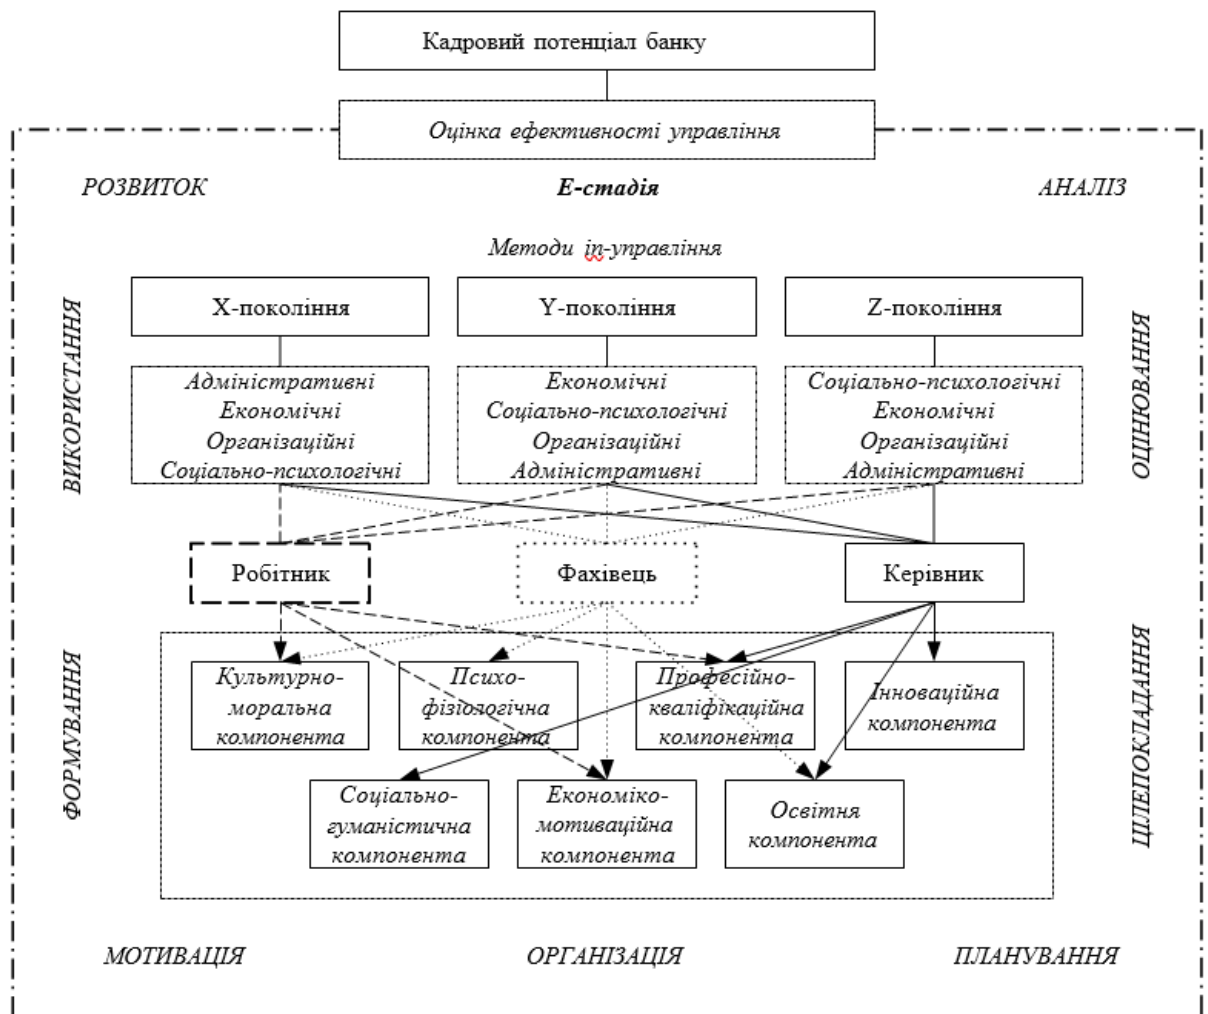 Кадровий потенціал банку
Оцінка ефективності управління
РОЗВИТОК
Е-стадія
АНАЛІЗ
Методи in-управління
ВИКОРИСТАННЯ
X-покоління
Y-покоління
Z-покоління
ОЦІНЮВАННЯ
Адміністративні
Економічні
Організаційні
Соціально-психологічні
Економічні
Соціально-психологічні
Організаційні
Адміністративні
Соціально-психологічні
Економічні
Організаційні
Адміністративні
Робітник
Фахівець
Керівник
ФОРМУВАННЯ
Культурно-
моральна
компонента
Психо-
фізіологічна
компонента
Професійно-
кваліфікаційна
компонента
Інноваційна
компонента
ЦІЛЕПОКЛАДАННЯ
Соціально-
гуманістична
компонента
Економіко-
мотиваційна
компонента
Освітня
компонента
МОТИВАЦІЯ
ОРГАНІЗАЦІЯ
ПЛАНУВАННЯ